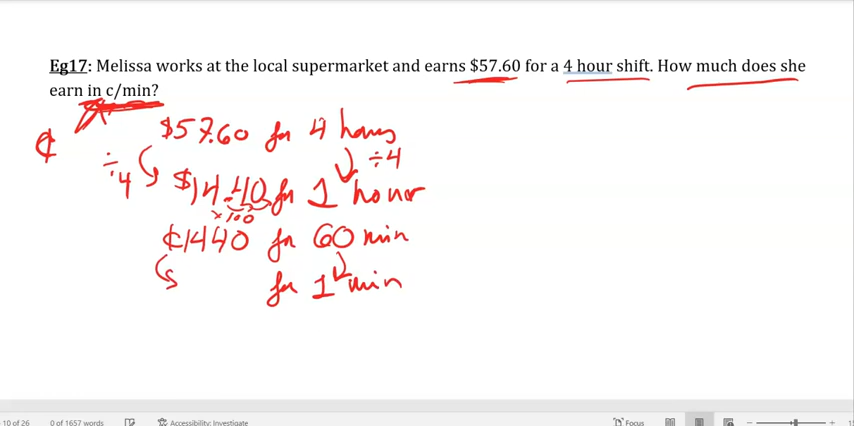 Eg17: Melissa works at the local supermarket and earns $57.60 for a 4 hour shift. How much does she
earn in c/min?
$57.60 for 4 hours
¢
÷4 ÷4
$14.40 for 1 hour
×100
¢1440 for 60 min
for 1 min
10 of 26 0 of 1657 words Accessibility: Investigate Focus